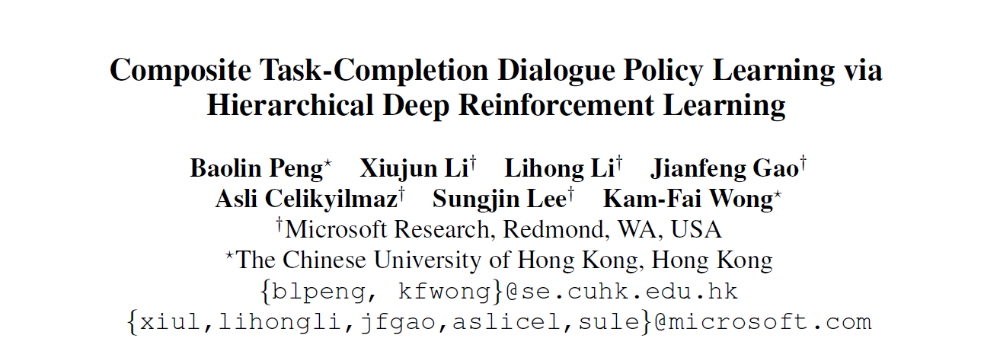 Composite Task-Completion Dialogue Policy Learning via
Hierarchical Deep Reinforcement Learning
Baolin Peng⋆ Xiujun Li† Lihong Li† Jianfeng Gao†
Asli Celikyilmaz† Sungjin Lee† Kam-Fai Wong⋆
†Microsoft Research, Redmond, WA, USA
⋆The Chinese University of Hong Kong, Hong Kong
{blpeng, kfwong}@se.cuhk.edu.hk
{xiul,lihongli,jfgao,aslicel,sule}@microsoft.com